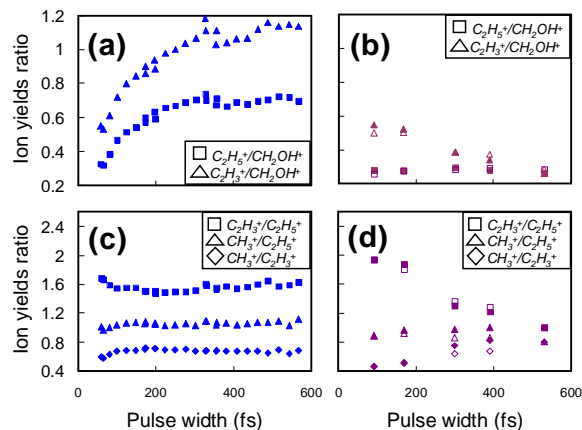 1.2
1
0.8
0.6
0.4
0.2
Ion yields ratio
(a)
C₂H₅⁺/CH₂OH⁺
C₂H₃⁺/CH₂OH⁺
(b)
C₂H₅⁺/CH₂OH⁺
C₂H₃⁺/CH₂OH⁺
2.4
2
1.6
1.2
0.8
0.4
Ion yields ratio
(c)
C₂H₃⁺/C₂H₅⁺
CH₃⁺/C₂H₅⁺
CH₃⁺/C₂H₃⁺
0 200 400 600
Pulse width (fs)
(d)
C₂H₃⁺/C₂H₅⁺
CH₃⁺/C₂H₅⁺
CH₃⁺/C₂H₃⁺
0 200 400 600
Pulse width (fs)